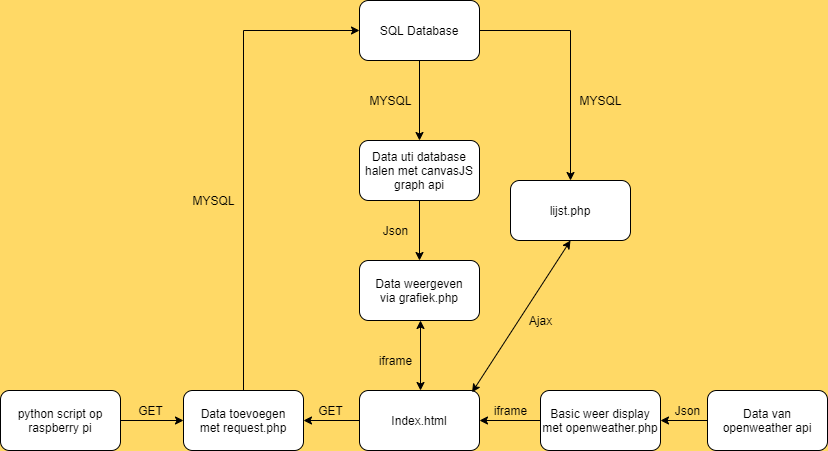 SQL Database
MYSQL
MYSQL
Data uti database
halen met canvasJS
graph api
MYSQL
lijst.php
Json
Data weergeven
via grafiek.php
Ajax
iframe
python script op
raspberry pi
GET
Data toevoegen
met request.php
GET
Index.html
iframe
Basic weer display
met openweather.php
Json
Data van
openweather api